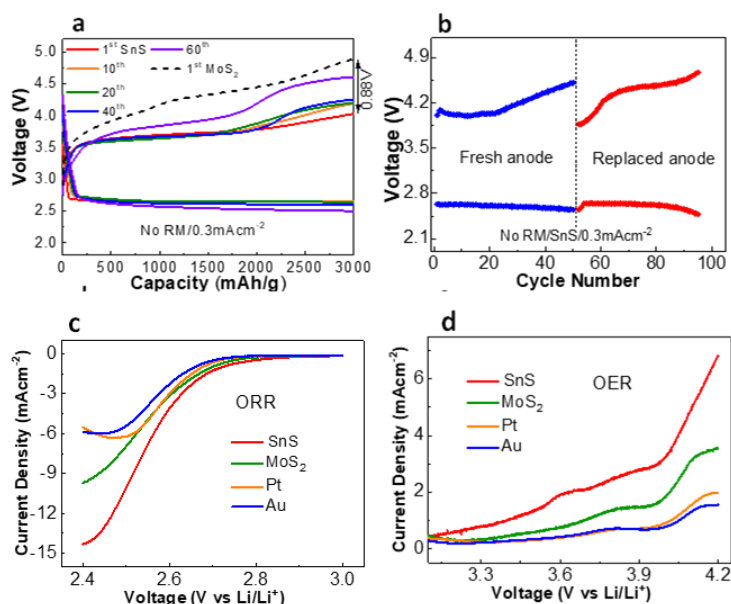 a
1st SnS
60th
10th
1st MoS2
20th
40th
0.88V
No RM/0.3mAcm-2
Voltage (V)
5.0
4.5
4.0
3.5
3.0
2.5
2.0
0 600 1200 1800 2400 3000
Capacity (mAh/g)
b
Fresh anode
Replaced anode
No RM/SnS/0.3mAcm-2
Voltage (V)
4.9
4.2
3.5
2.8
2.1
0 20 40 60 80 100
Cycle Number
c
ORR
SnS
MoS2
Pt
Au
Current Density (mAcm-2)
0
-3
-6
-9
-12
-15
2.4 2.6 2.8 3.0
Voltage (V vs Li/Li+)
d
OER
SnS
MoS2
Pt
Au
Current Density (mAcm-2)
6
4
2
0
3.3 3.6 3.9 4.2
Voltage (V vs Li/Li+)